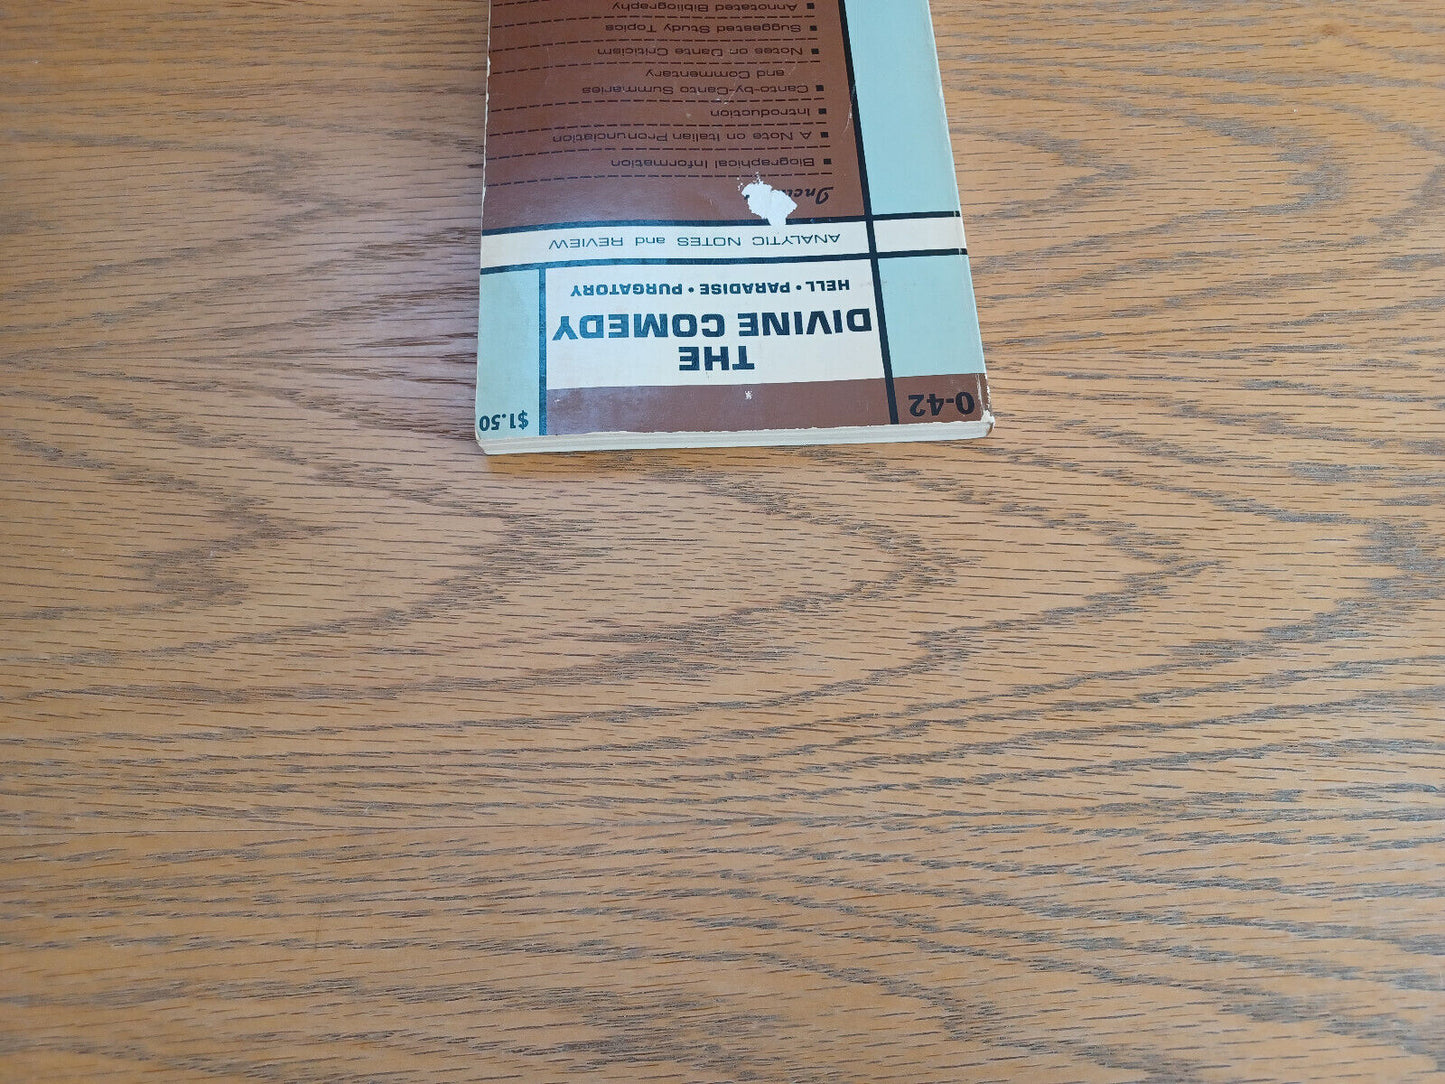 0-42
$1.50
THE
DIVINE COMEDY
HELL • PARADISE • PURGATORY
ANALYTIC NOTES and REVIEW
■ Biographical Information
■ A Note on Italian Pronunciation
■ Introduction
■ Canto-by-Canto Summaries
and Commentary
■ Notes on Dante Criticism
■ Suggested Study Topics
■ Annotated Bibliography